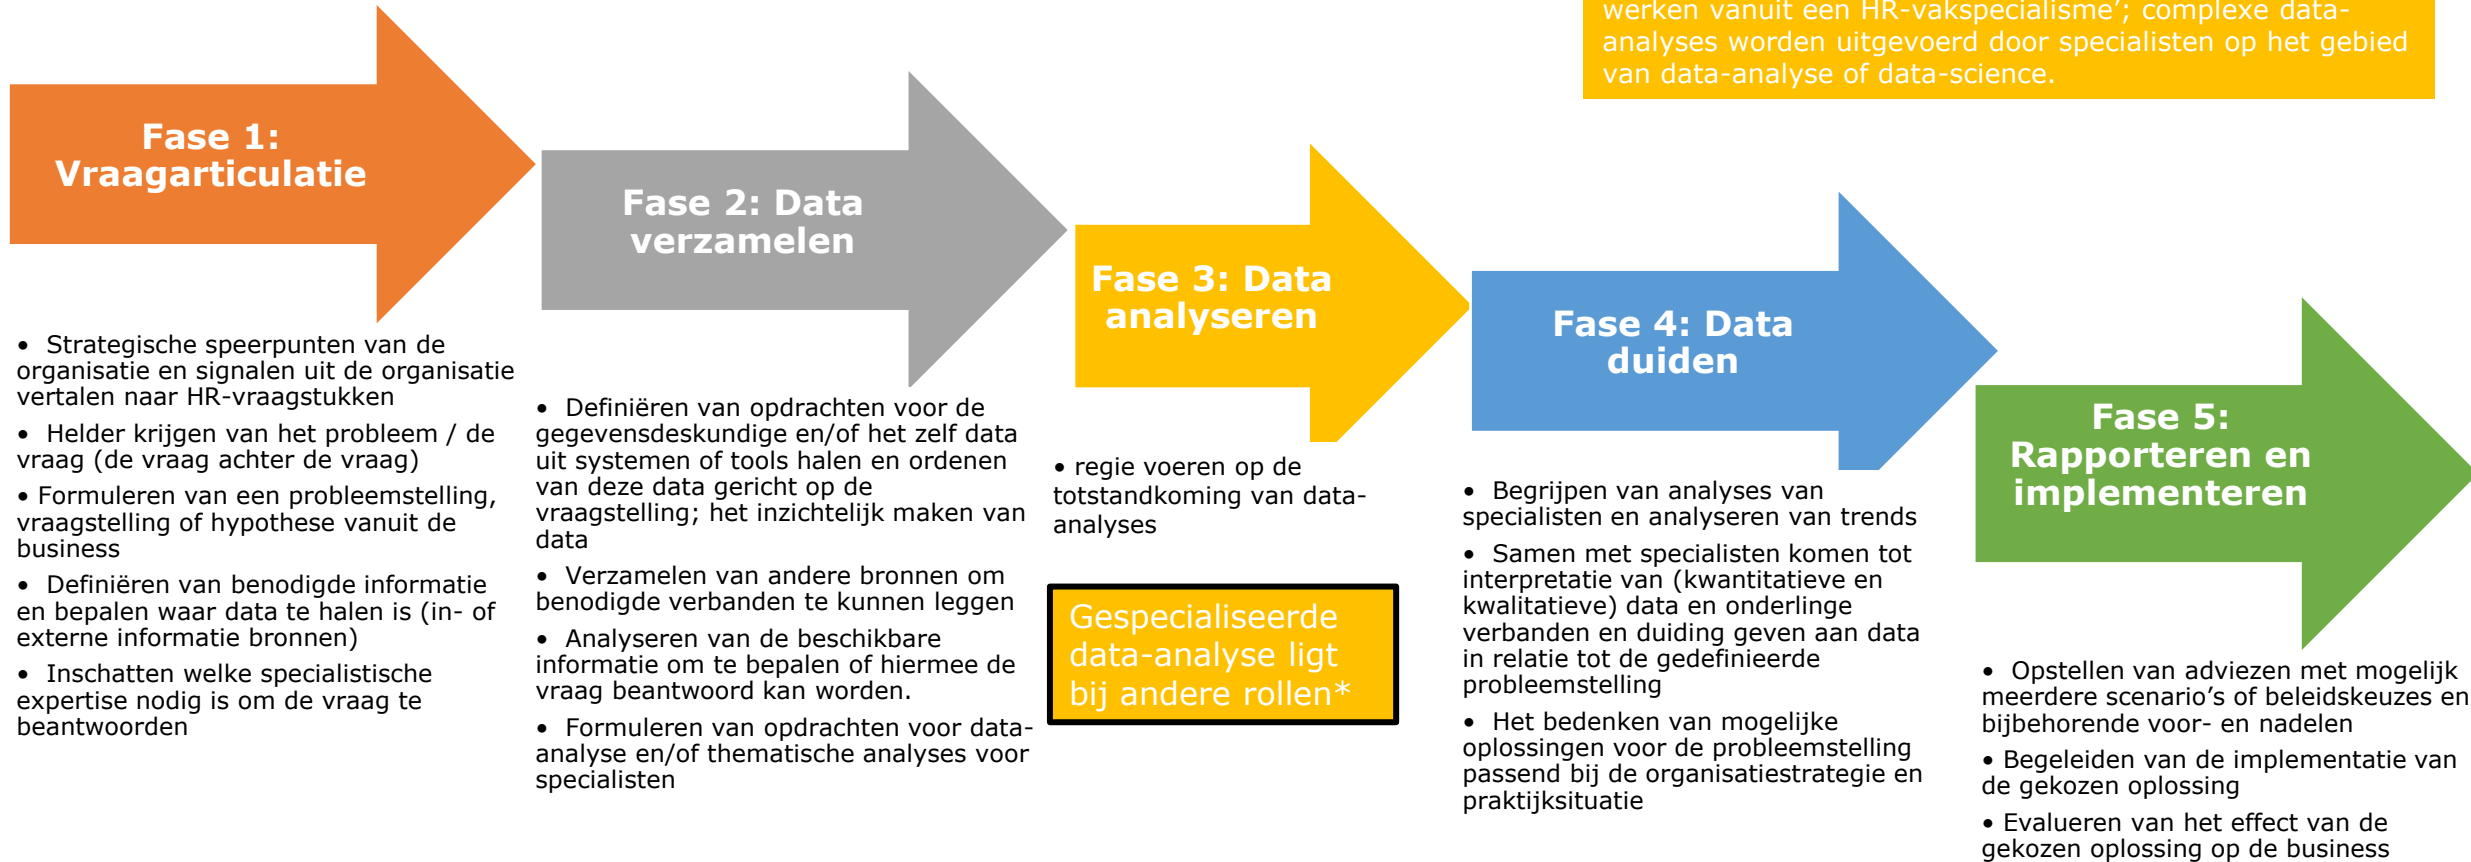 werken vanuit een HR-vakspecialisme’; complexe data-
analyses worden uitgevoerd door specialisten op het gebied
van data-analyse of data-science.
Fase 1:
Vraagarticulatie
• Strategische speerpunten van de
organisatie en signalen uit de organisatie
vertalen naar HR-vraagstukken
• Helder krijgen van het probleem / de
vraag (de vraag achter de vraag)
• Formuleren van een probleemstelling,
vraagstelling of hypothese vanuit de
business
• Definiëren van benodigde informatie
en bepalen waar data te halen is (in- of
externe informatie bronnen)
• Inschatten welke specialistische
expertise nodig is om de vraag te
beantwoorden
Fase 2: Data
verzamelen
• Definiëren van opdrachten voor de
gegevensdeskundige en/of het zelf data
uit systemen of tools halen en ordenen
van deze data gericht op de
vraagstelling; het inzichtelijk maken van
data
• Verzamelen van andere bronnen om
benodigde verbanden te kunnen leggen
• Analyseren van de beschikbare
informatie om te bepalen of hiermee de
vraag beantwoord kan worden.
• Formuleren van opdrachten voor data-
analyse en/of thematische analyses voor
specialisten
Fase 3: Data
analyseren
• regie voeren op de
totstandkoming van data-
analyses
Gespecialiseerde
data-analyse ligt
bij andere rollen*
Fase 4: Data
duiden
• Begrijpen van analyses van
specialisten en analyseren van trends
• Samen met specialisten komen tot
interpretatie van (kwantitatieve en
kwalitatieve) data en onderlinge
verbanden en duiding geven aan data
in relatie tot de gedefinieerde
probleemstelling
• Het bedenken van mogelijke
oplossingen voor de probleemstelling
passend bij de organisatiestrategie en
praktijksituatie
Fase 5:
Rapporteren en
implementeren
• Opstellen van adviezen met mogelijk
meerdere scenario’s of beleidskeuzes en
bijbehorende voor- en nadelen
• Begeleiden van de implementatie van
de gekozen oplossing
• Evalueren van het effect van de
gekozen oplossing op de business